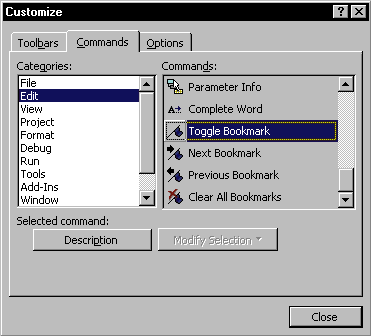 Customize
Toolbars Commands Options
Categories:
File
Edit
View
Project
Format
Debug
Run
Tools
Add-Ins
Window
Commands:
Parameter Info
A Complete Word
Toggle Bookmark
Next Bookmark
Previous Bookmark
Clear All Bookmarks
Selected command:
Description Modify Selection
Close